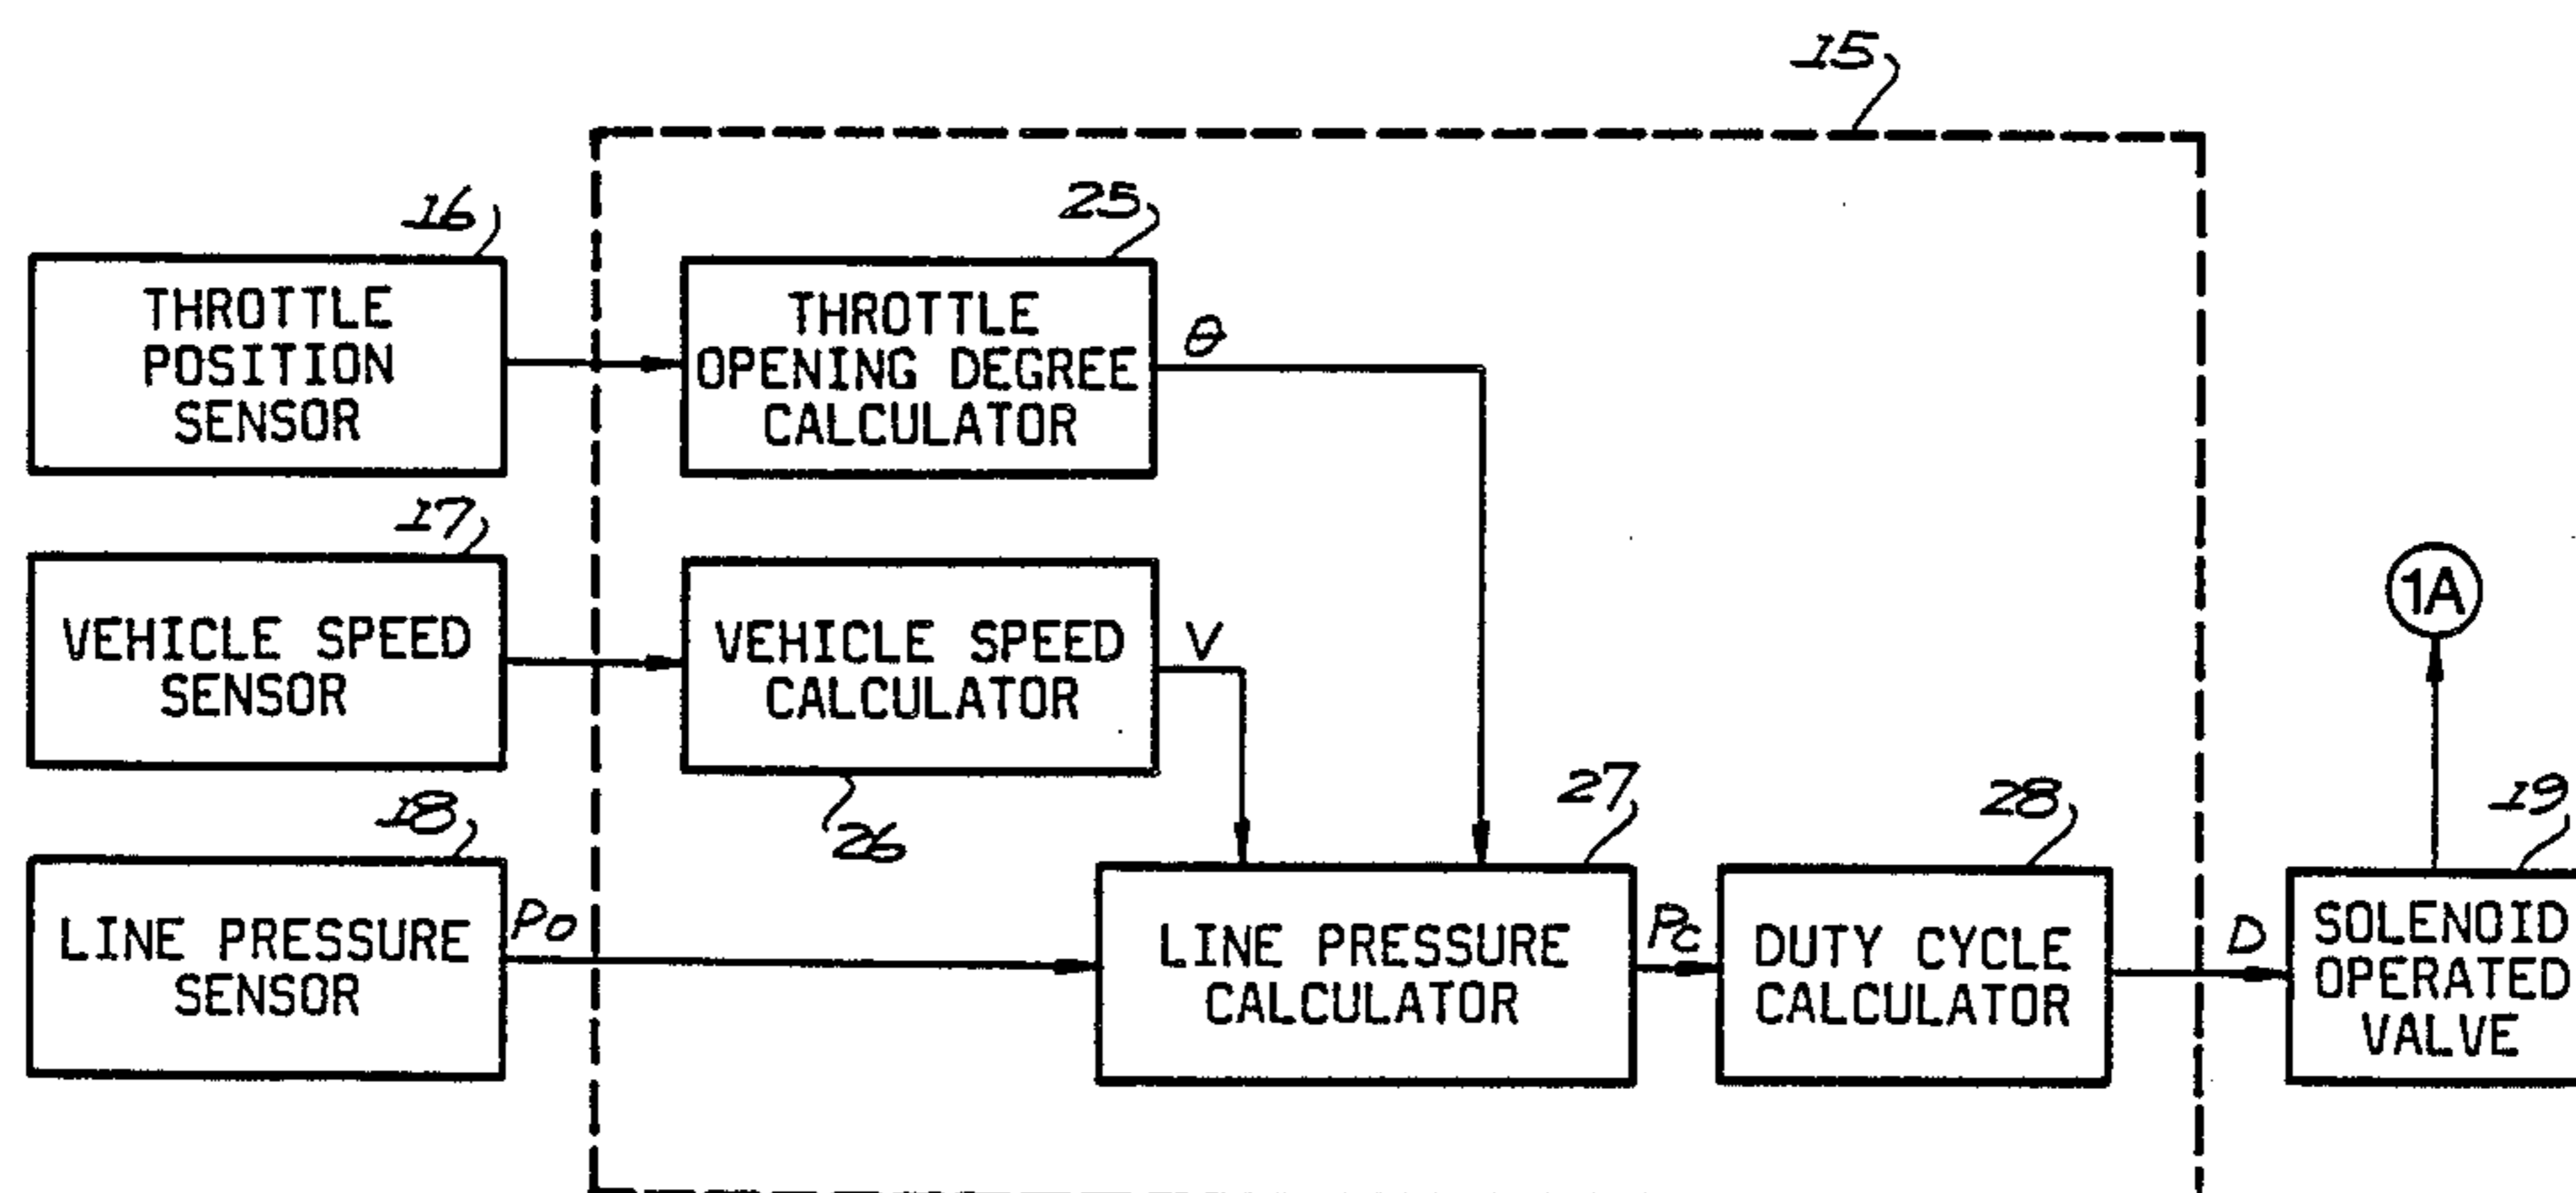 15
16
THROTTLE
POSITION
SENSOR
25
THROTTLE
OPENING DEGREE
CALCULATOR
θ
17
VEHICLE SPEED
SENSOR
VEHICLE SPEED
CALCULATOR
26
V
1A
18
LINE PRESSURE
SENSOR
Po
27
LINE PRESSURE
CALCULATOR
Pc
28
DUTY CYCLE
CALCULATOR
D
19
SOLENOID
OPERATED
VALVE